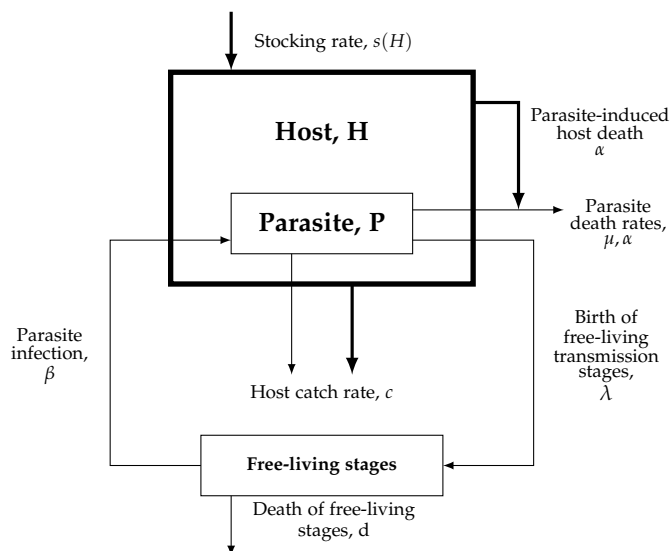 Stocking rate, s(H)
Host, H
Parasite-induced
host death
α
Parasite, P
Parasite
death rates,
μ, α
Parasite
infection,
β
Birth of
free-living
transmission
stages,
λ
Host catch rate, c
Free-living stages
Death of free-living
stages, d